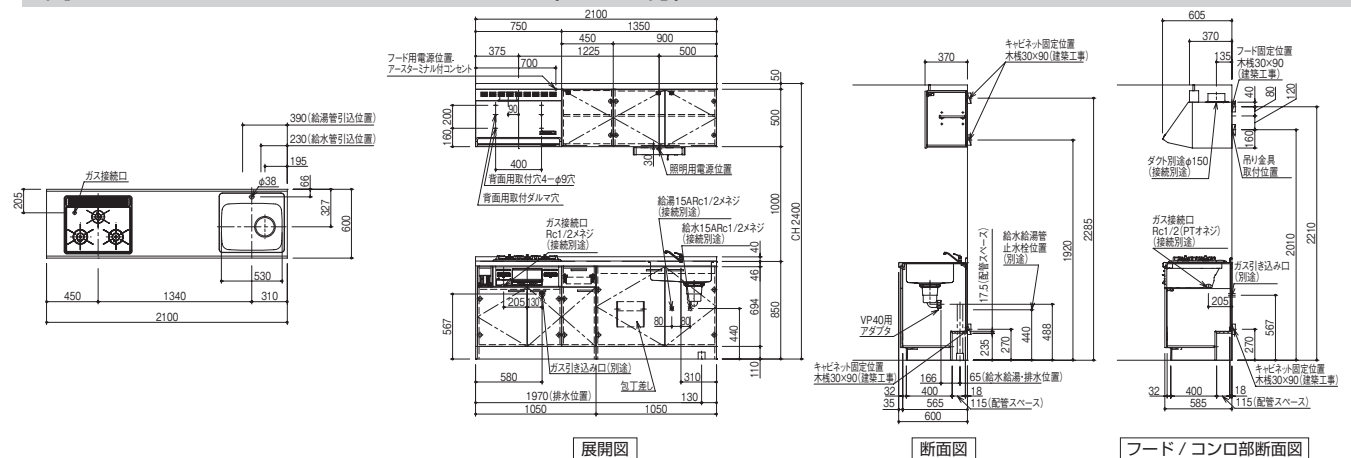 390(給湯管引込位置)
230(給水管引込位置)
195
ガス接続口
φ38
66
205
327
600
530
450
1340
310
2100
2100
750
1350
450
900
375
1225
500
フード用電源位置.
アースターミナル付コンセント
700
50
90
160 200
500
400
30
照明用電源位置
背面用取付穴4-φ9穴
背面用取付ダルマ穴
1000
CH 2400
給湯15ARc1/2メネジ
(接続別途)
ガス接続口
Rc1/2メネジ
(接続別途)
給水15ARc1/2メネジ
(接続別途)
40
46
205
130
567
80
80
440
694
850
110
ガス引き込み口(別途)
包丁差し
580
310
1970(排水位置)
130
1050
1050
展開図
キャビネット固定位置
木桟30×90(建築工事)
370
2285
1920
17.5(配管スペース)
給水給湯管
止水栓位置
(別途)
VP40用
アダプタ
235
270
440
488
キャビネット固定位置
木桟30×90(建築工事)
166
65(給水給湯・排水位置)
32
400
18
35
565
115(配管スペース)
600
断面図
605
370
135
フード固定位置
木桟30×90
(建築工事)
40
80
120
160
ダクト別途φ150
(接続別途)
吊り金具
取付位置
ガス接続口
Rc1/2(PTオネジ)
(接続別途)
2010
2210
ガス引き込み口
(別途)
205
270
567
キャビネット固定位置
木桟30×90(建築工事)
32
400
18
585
115(配管スペース)
フード / コンロ部断面図